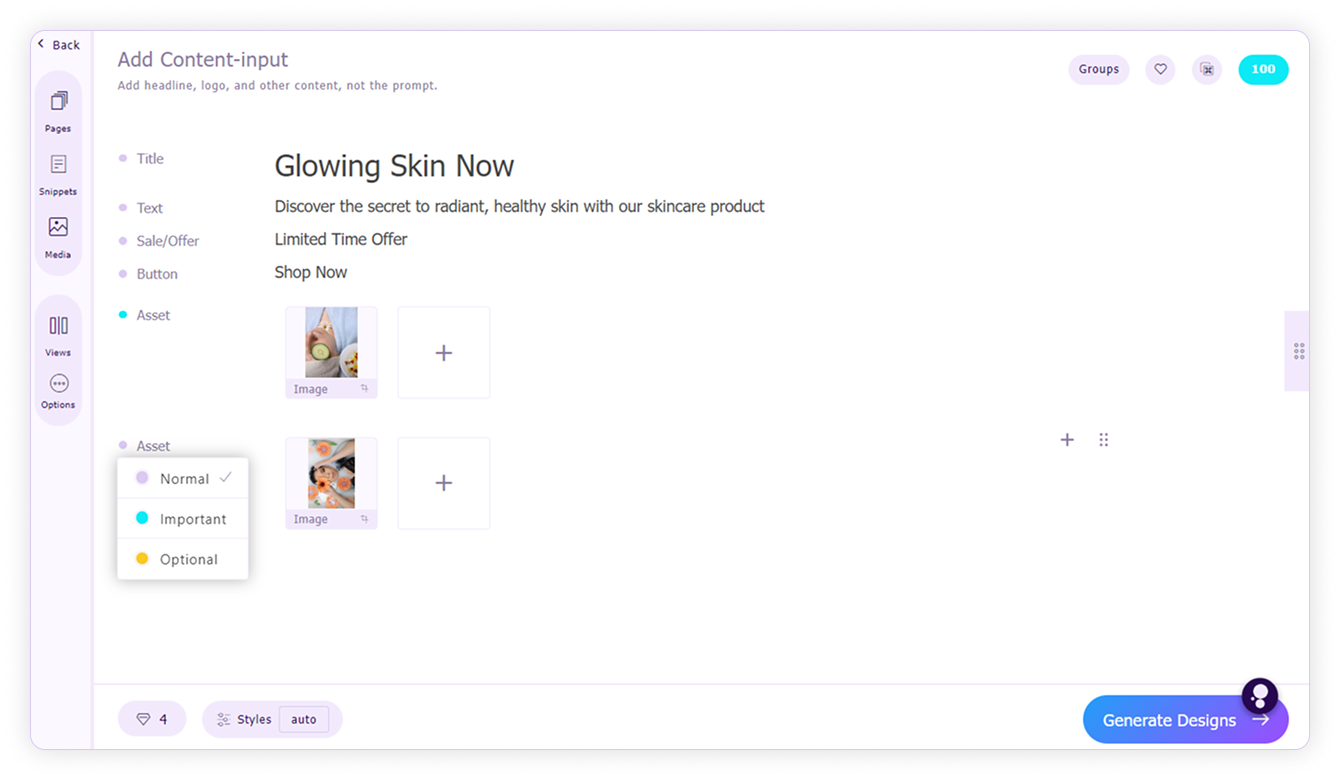 Back
Add Content-input
Add headline, logo, and other content, not the prompt.
Groups
100
Pages
Snippets
Media
Views
Options
Title
Glowing Skin Now
Text
Discover the secret to radiant, healthy skin with our skincare product
Sale/Offer
Limited Time Offer
Button
Shop Now
Asset
Image
Asset
Image
Normal
Important
Optional
4
Styles auto
Generate Designs